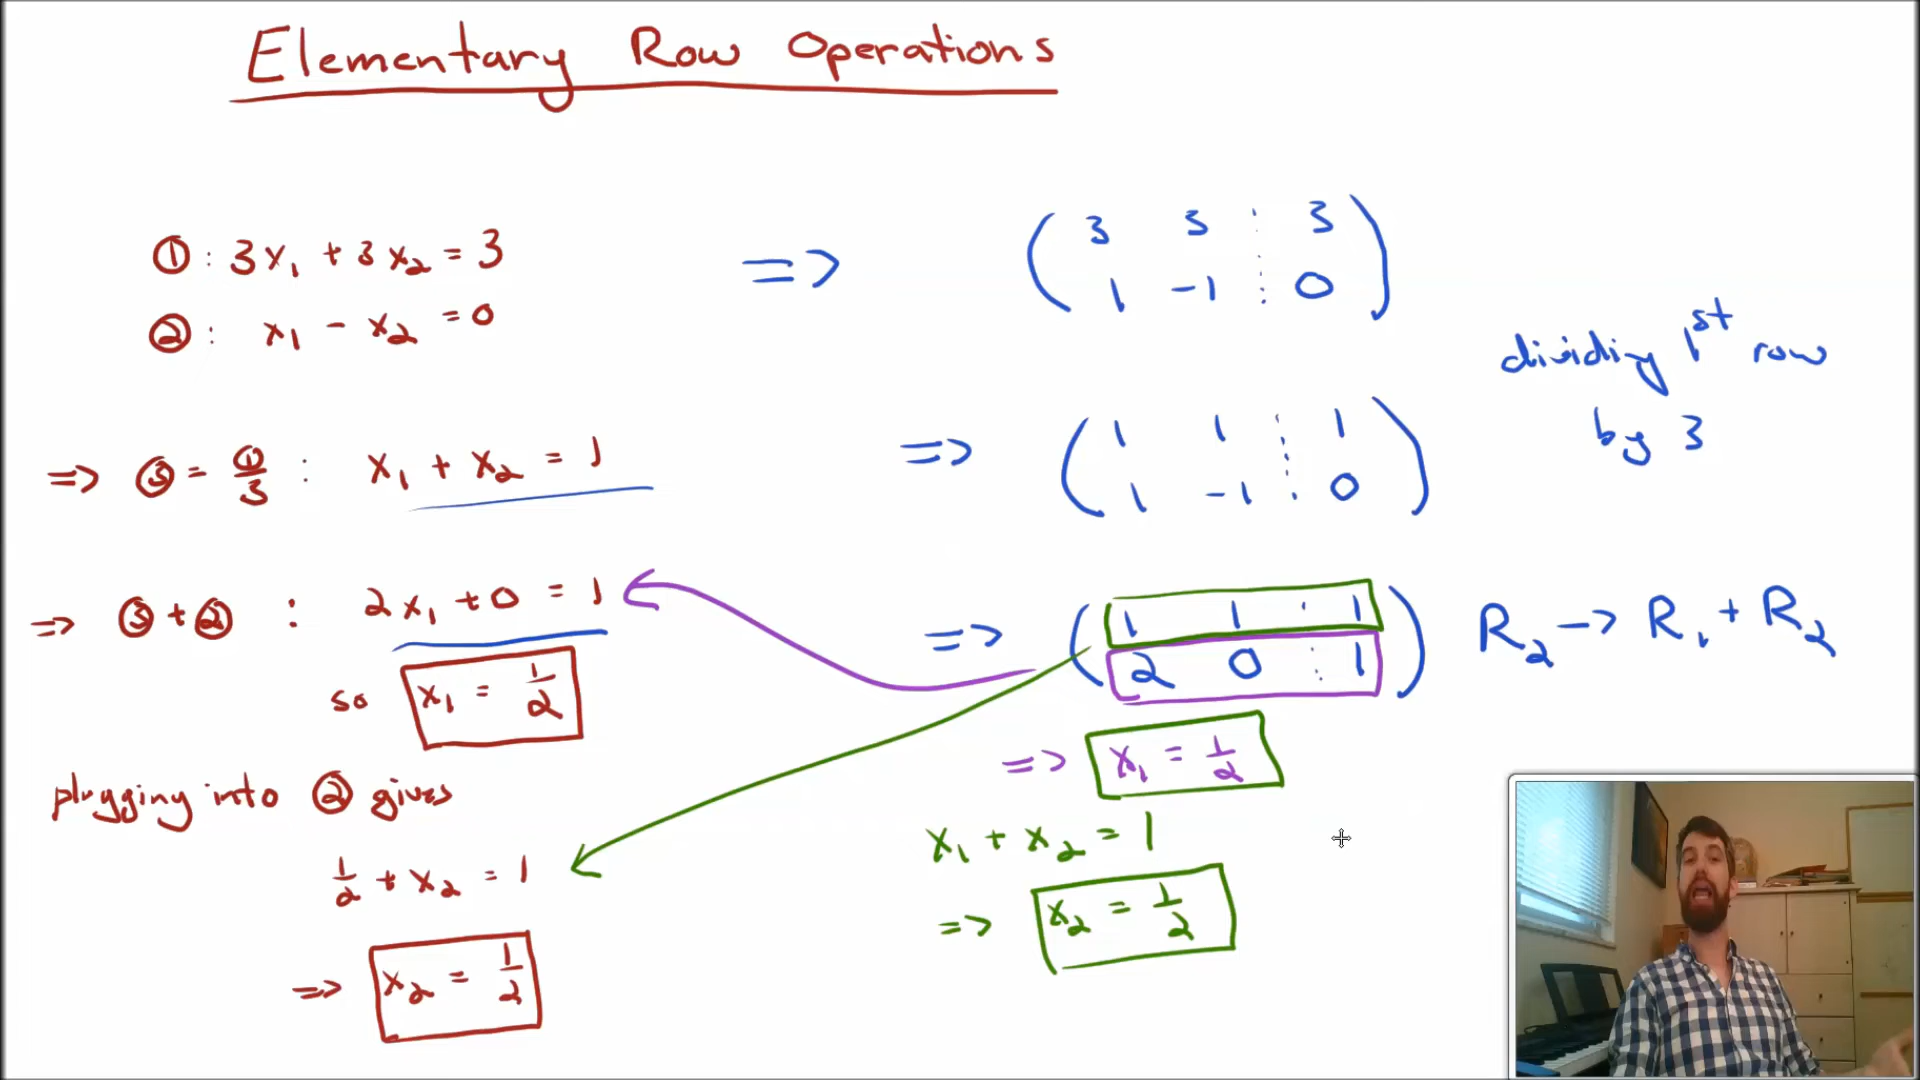 Elementary Row Operations
①: 3x₁ + 3x₂ = 3
②: x₁ - x₂ = 0
=> ③ = ①/3 : x₁ + x₂ = 1
=> ③ + ② : 2x₁ + 0 = 1
so x₁ = 1/2
plugging into ② gives
1/2 + x₂ = 1
=> x₂ = 1/2
=> ( 3 3 ⋮ 3
1 -1 ⋮ 0 )
dividing 1st row
by 3
=> ( 1 1 ⋮ 1
1 -1 ⋮ 0 )
=> ( 1 1 ⋮ 1
2 0 ⋮ 1 ) R₂ -> R₁ + R₂
=> x₁ = 1/2
x₁ + x₂ = 1
=> x₂ = 1/2